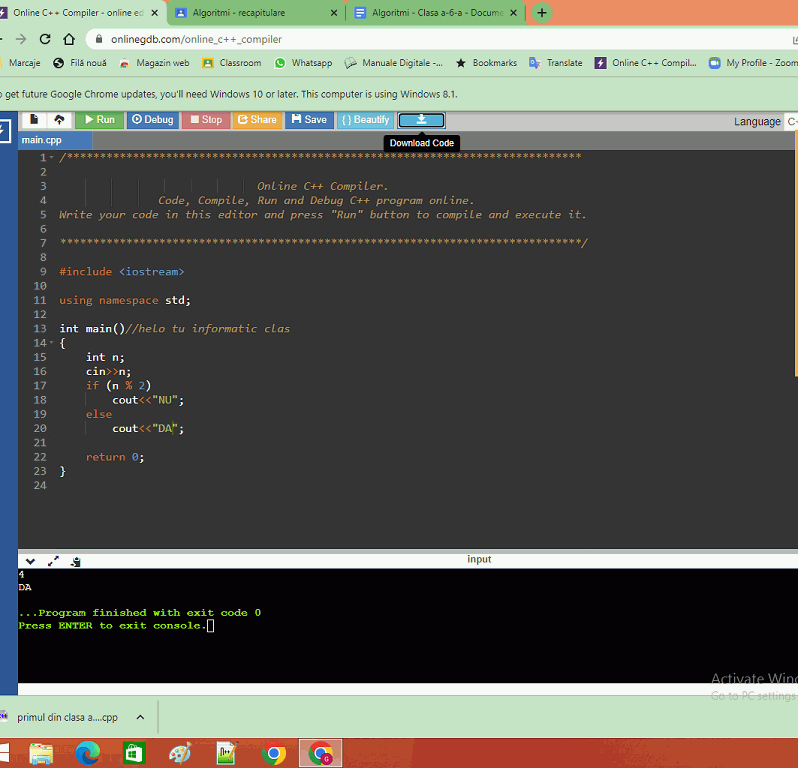 Online C++ Compiler - online ed
Algoritmi - recapitulare
Algoritmi - Clasa a-6-a - Docume
onlinegdb.com/online_c++_compiler
Marcaje Filă nouă Magazin web Classroom Whatsapp Manuale Digitale -... Bookmarks Translate Online C++ Compil... My Profile - Zoom
o get future Google Chrome updates, you'll need Windows 10 or later. This computer is using Windows 8.1.
Run Debug Stop Share Save { } Beautify Language C+
main.cpp
Download Code
1 /******************************************************************************
2
3 Online C++ Compiler.
4 Code, Compile, Run and Debug C++ program online.
5 Write your code in this editor and press "Run" button to compile and execute it.
6
7 *******************************************************************************/
8
9 #include <iostream>
10
11 using namespace std;
12
13 int main()//helo tu informatic clas
14 {
15 int n;
16 cin>>n;
17 if (n % 2)
18 cout<<"NU";
19 else
20 cout<<"DA";
21
22 return 0;
23 }
24
input
4
DA
...Program finished with exit code 0
Press ENTER to exit console.
Activate Wind
Go to PC settings
primul din clasa a....cpp